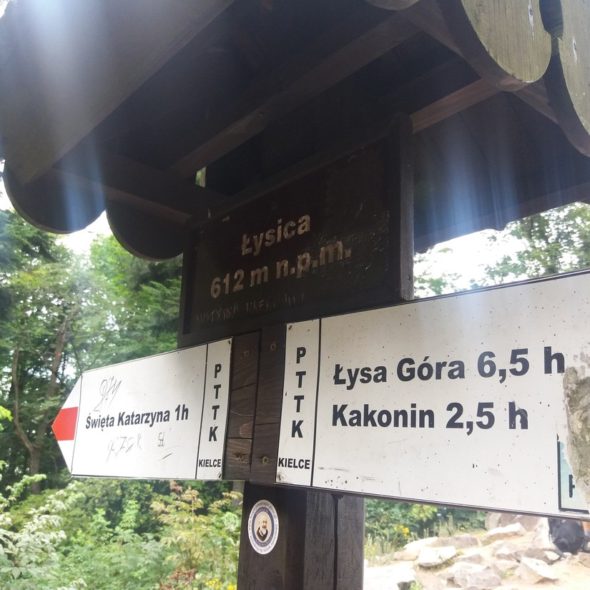 Łysica
612 m n.p.m.
Święta Katarzyna 1h
PTTK
KIELCE
PTTK
KIELCE
Łysa Góra 6,5 h
Kakonin 2,5 h